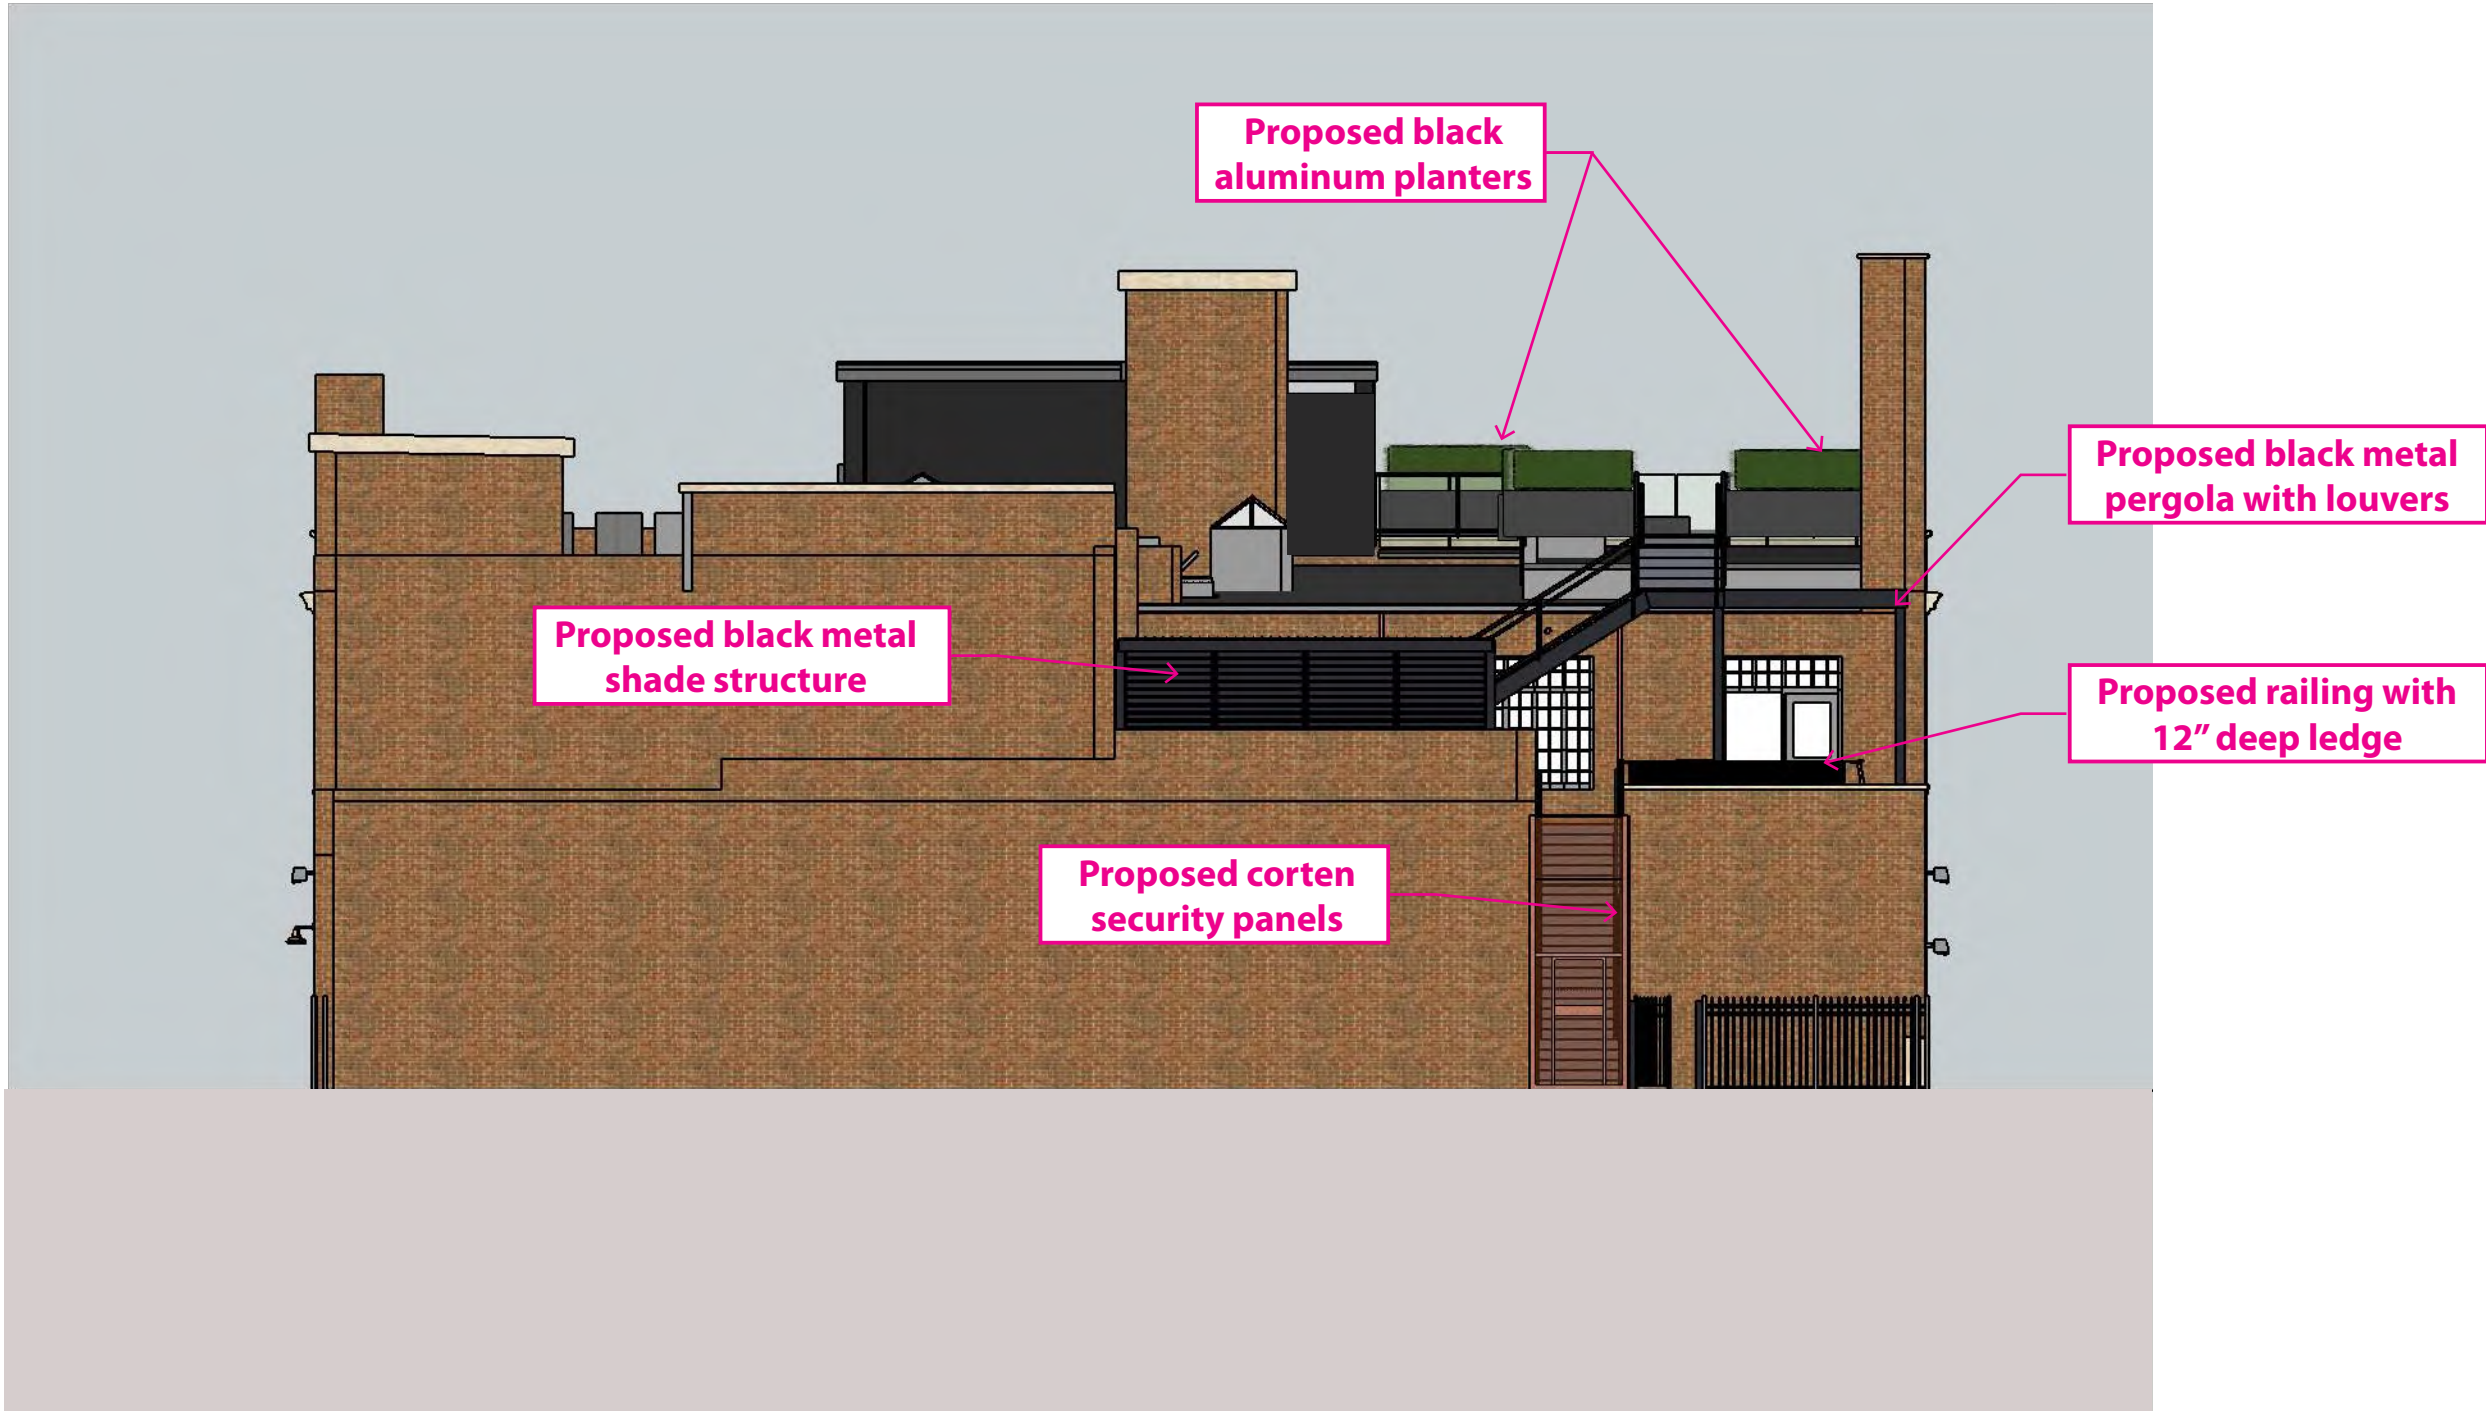 Proposed black
aluminum planters
Proposed black metal
pergola with louvers
Proposed black metal
shade structure
Proposed railing with
12” deep ledge
Proposed corten
security panels